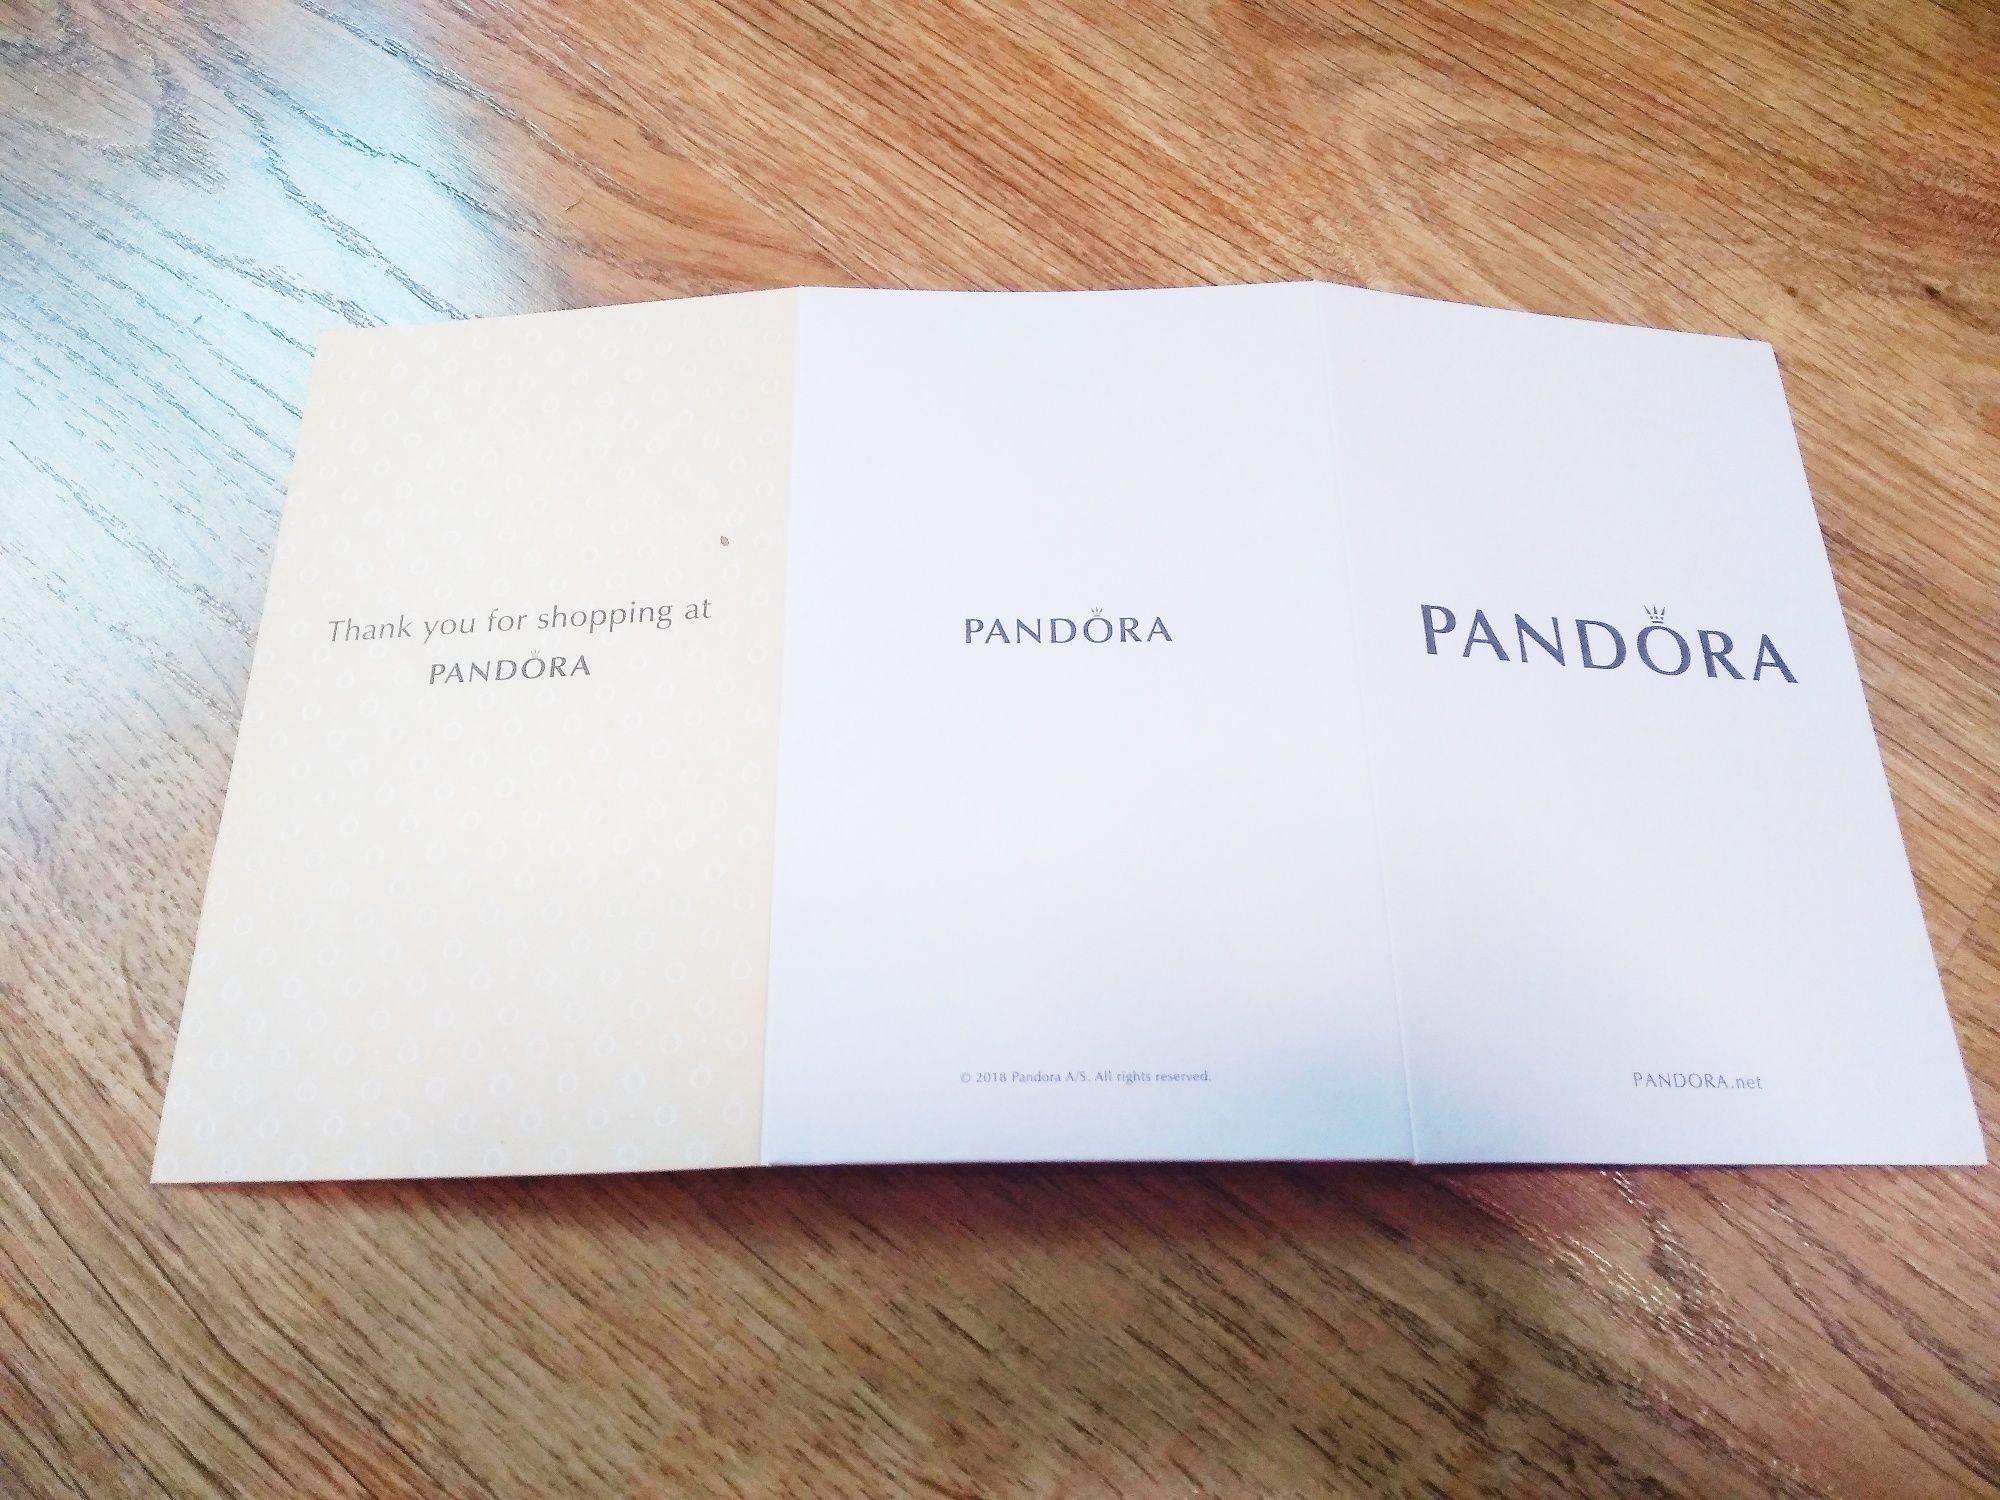 Thank you for shopping at
PANDORA
PANDORA
© 2018 Pandora A/S. All rights reserved.
PANDORA
PANDORA.net